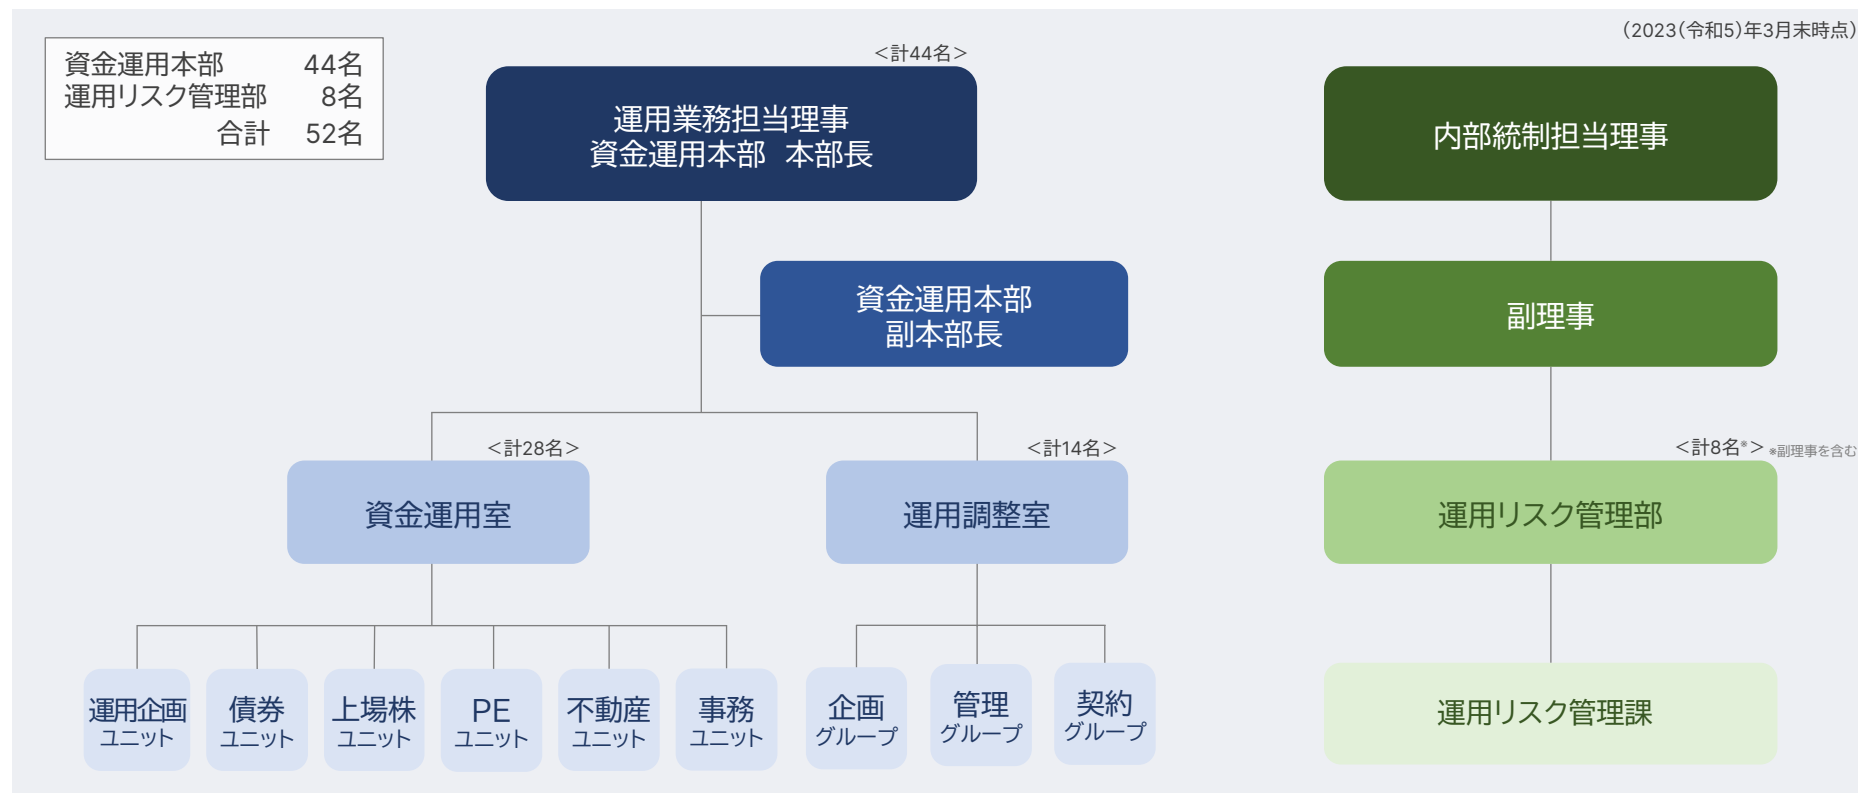 （2023（令和5）年3月末時点）
資金運用本部 44名
運用リスク管理部 8名
合計 52名
＜計44名＞
運用業務担当理事
資金運用本部 本部長
内部統制担当理事
資金運用本部
副本部長
副理事
＜計28名＞
＜計14名＞
＜計8名※＞ ※副理事を含む
資金運用室
運用調整室
運用リスク管理部
運用企画
ユニット
債券
ユニット
上場株
ユニット
PE
ユニット
不動産
ユニット
事務
ユニット
企画
グループ
管理
グループ
契約
グループ
運用リスク管理課